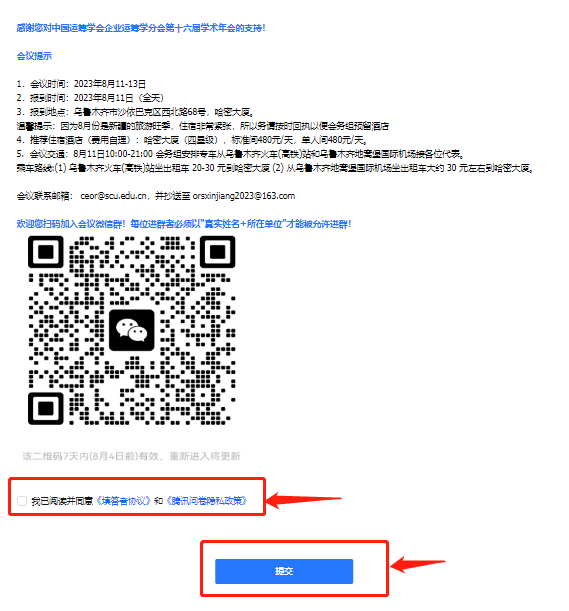 感谢您对中国运筹学会企业运筹学分会第十六届学术年会的支持！
会议提示
1、会议时间：2023年8月11-13日
2、报到时间：2023年8月11日（全天）
3、报到地点：乌鲁木齐市沙依巴克区西北路68号，哈密大厦。
温馨提示：因为8月份是新疆的旅游旺季，住宿非常紧张，所以务请按时回执以便会务组预留酒店
4、推荐住宿酒店（费用自理）：哈密大厦（四星级），标准间480元/天，单人间480元/天。
5、会议交通：8月11日10:00-21:00 会务组安排专车从乌鲁木齐火车(高铁)站和乌鲁木齐地窝堡国际机场接各位代表。
乘车路线:(1) 乌鲁木齐火车(高铁)站坐出租车 20-30 元到哈密大厦 (2) 从乌鲁木齐地窝堡国际机场坐出租车大约 30 元左右到哈密大厦。
会议联系邮箱： ceor@scu.edu.cn，并抄送至 orsxinjiang2023@163.com
欢迎您扫码加入会议微信群！每位进群者必须以"真实姓名+所在单位"才能被允许进群！
该二维码7天内(8月4日前)有效，重新进入将更新
我已阅读并同意《填答者协议》和《腾讯问卷隐私政策》
提交